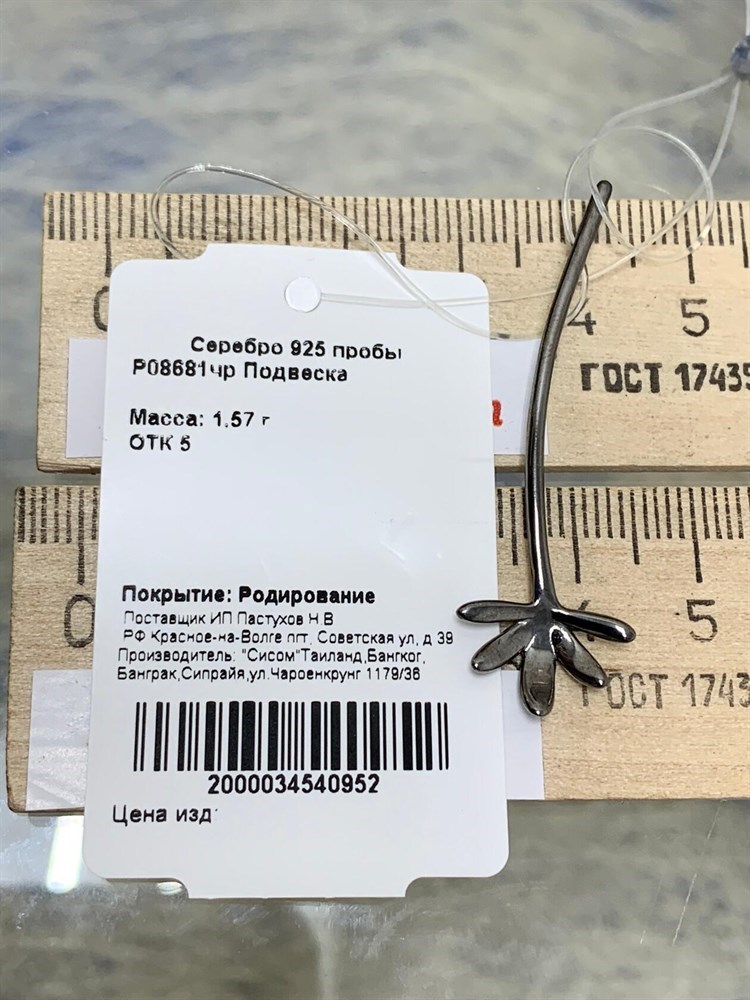 Серебро 925 пробы
Р08681чр Подвеска
Масса: 1.57 г
ОТК 5
Покрытие: Родирование
Поставщик ИП Пастухов Н В
РФ Красное-на-Волге пгт, Советская ул, д 39
Производитель: "Сисом"Таиланд,Бангког,
Банграк,Сипрайя,ул.Чароенкрунг 1179/36
2000034540952
Цена изд
0 4 5
ГОСТ 17435
0 5
ГОСТ 1743